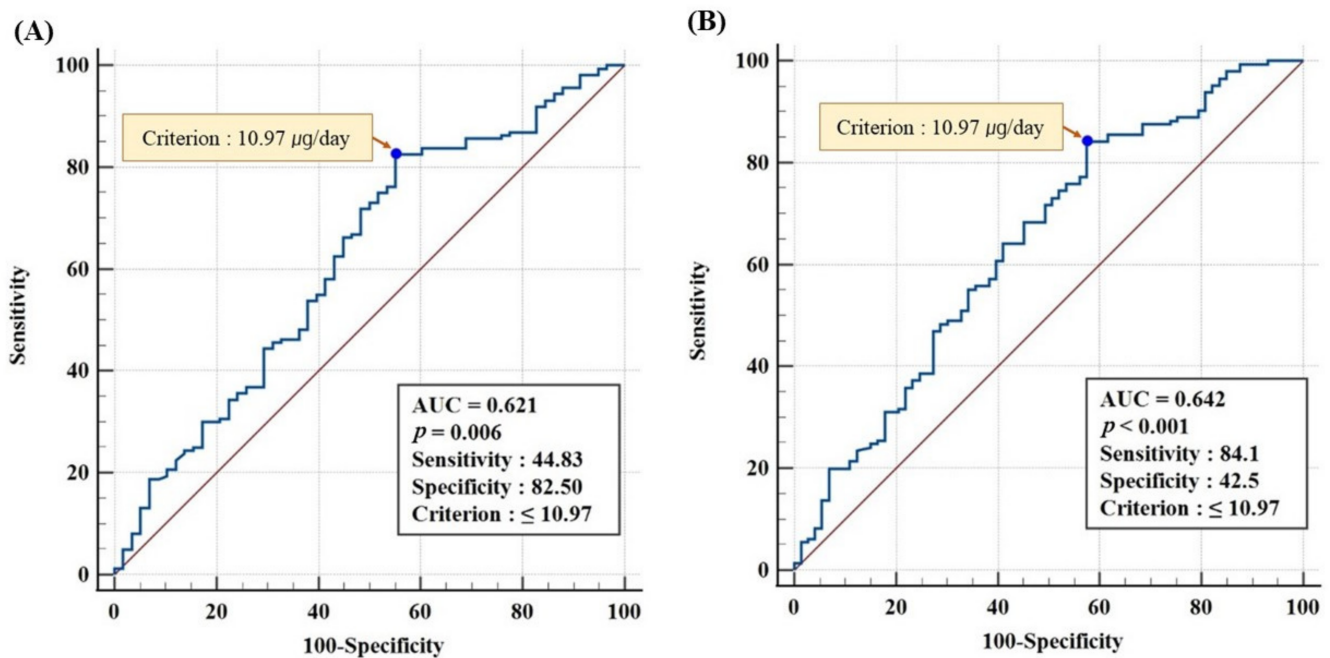 (A)
100
80
60
40
20
0
Sensitivity
Criterion : 10.97 µg/day
AUC = 0.621
p = 0.006
Sensitivity : 44.83
Specificity : 82.50
Criterion : ≤ 10.97
0 20 40 60 80 100
100-Specificity
(B)
100
80
60
40
20
0
Sensitivity
Criterion : 10.97 µg/day
AUC = 0.642
p < 0.001
Sensitivity : 84.1
Specificity : 42.5
Criterion : ≤ 10.97
0 20 40 60 80 100
100-Specificity